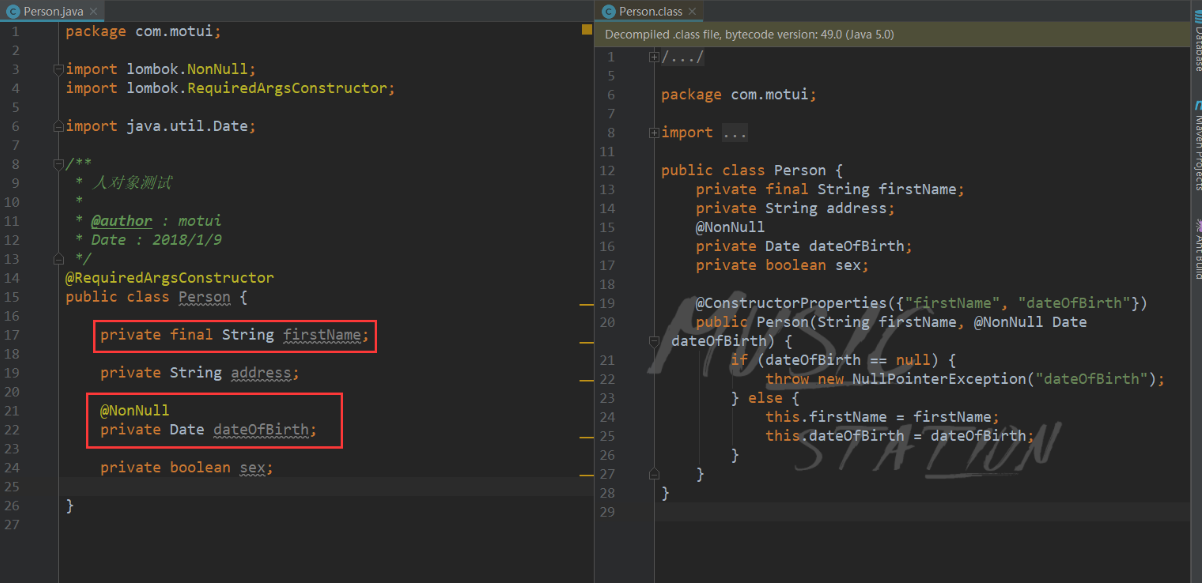 Person.java
1 package com.motui;
2
3 import lombok.NonNull;
4 import lombok.RequiredArgsConstructor;
5
6 import java.util.Date;
7
8 /**
9 * 人对象测试
10 *
11 * @author : motui
12 * Date : 2018/1/9
13 */
14 @RequiredArgsConstructor
15 public class Person {
16
17 private final String firstName;
18
19 private String address;
20
21 @NonNull
22 private Date dateOfBirth;
23
24 private boolean sex;
25
26 }
27
Person.class
Decompiled .class file, bytecode version: 49.0 (Java 5.0)
1 /.../
5
6 package com.motui;
7
8 import ...
11
12 public class Person {
13 private final String firstName;
14 private String address;
15 @NonNull
16 private Date dateOfBirth;
17 private boolean sex;
18
19 @ConstructorProperties({"firstName", "dateOfBirth"})
20 public Person(String firstName, @NonNull Date
dateOfBirth) {
21 if (dateOfBirth == null) {
22 throw new NullPointerException("dateOfBirth");
23 } else {
24 this.firstName = firstName;
25 this.dateOfBirth = dateOfBirth;
26 }
27 }
28 }
29
MUSIC
STATION
Database
Maven Projects
Ant Build